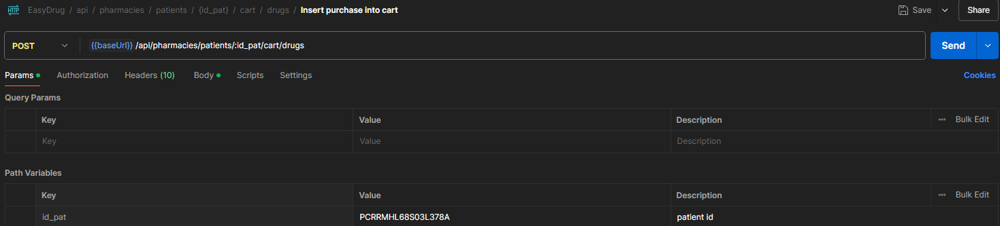 HTTP EasyDrug / api / pharmacies / patients / {id_pat} / cart / drugs / Insert purchase into cart Save Share
POST {{baseUrl}} /api/pharmacies/patients/:id_pat/cart/drugs Send
Params Authorization Headers (10) Body Scripts Settings Cookies
Query Params
Key Value Description Bulk Edit
Key Value Description
Path Variables
Key Value Description Bulk Edit
id_pat PCRRMHL68S03L378A patient id